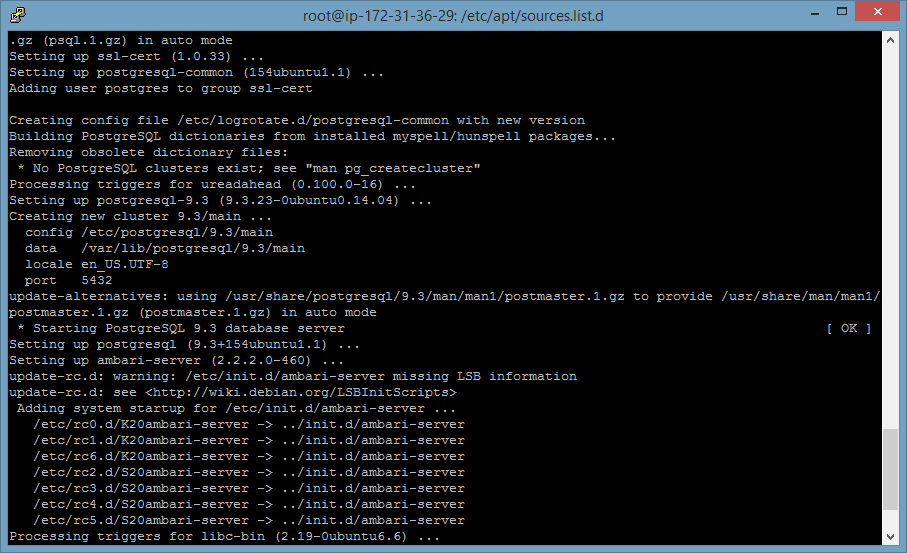 root@ip-172-31-36-29: /etc/apt/sources.list.d
.gz (psql.1.gz) in auto mode
Setting up ssl-cert (1.0.33) ...
Setting up postgresql-common (154ubuntu1.1) ...
Adding user postgres to group ssl-cert
Creating config file /etc/logrotate.d/postgresql-common with new version
Building PostgreSQL dictionaries from installed myspell/hunspell packages...
Removing obsolete dictionary files:
 * No PostgreSQL clusters exist; see "man pg_createcluster"
Processing triggers for ureadahead (0.100.0-16) ...
Setting up postgresql-9.3 (9.3.23-0ubuntu0.14.04) ...
Creating new cluster 9.3/main ...
  config /etc/postgresql/9.3/main
  data   /var/lib/postgresql/9.3/main
  locale en_US.UTF-8
  port   5432
update-alternatives: using /usr/share/postgresql/9.3/man/man1/postmaster.1.gz to provide /usr/share/man/man1/
postmaster.1.gz (postmaster.1.gz) in auto mode
 * Starting PostgreSQL 9.3 database server [ OK ]
Setting up postgresql (9.3+154ubuntu1.1) ...
Setting up ambari-server (2.2.2.0-460) ...
update-rc.d: warning: /etc/init.d/ambari-server missing LSB information
update-rc.d: see <http://wiki.debian.org/LSBInitScripts>
 Adding system startup for /etc/init.d/ambari-server ...
   /etc/rc0.d/K20ambari-server -> ../init.d/ambari-server
   /etc/rc1.d/K20ambari-server -> ../init.d/ambari-server
   /etc/rc6.d/K20ambari-server -> ../init.d/ambari-server
   /etc/rc2.d/S20ambari-server -> ../init.d/ambari-server
   /etc/rc3.d/S20ambari-server -> ../init.d/ambari-server
   /etc/rc4.d/S20ambari-server -> ../init.d/ambari-server
   /etc/rc5.d/S20ambari-server -> ../init.d/ambari-server
Processing triggers for libc-bin (2.19-0ubuntu6.6) ...